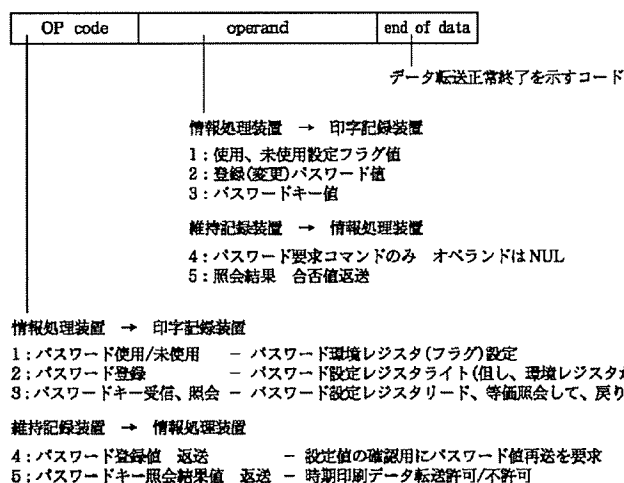 OP code operand end of data
データ転送正常終了を示すコード
情報処理装置 → 印字記録装置
1：使用、未使用設定フラグ値
2：登録(変更)パスワード値
3：パスワードキー値
維持記録装置 → 情報処理装置
4：パスワード要求コマンドのみ オペランドはNUL
5：照会結果 合否値返送
情報処理装置 → 印字記録装置
1：パスワード使用/未使用 － パスワード環境レジスタ(フラグ)設定
2：パスワード登録 － パスワード設定レジスタライト(但し、環境レジスタが
3：パスワードキー受信、照会 － パスワード設定レジスタリード、等価照会して、戻り
維持記録装置 → 情報処理装置
4：パスワード登録値 返送 － 設定値の確認用にパスワード値再送を要求
5：パスワードキー照会結果値 返送 － 時期印刷データ転送許可/不許可